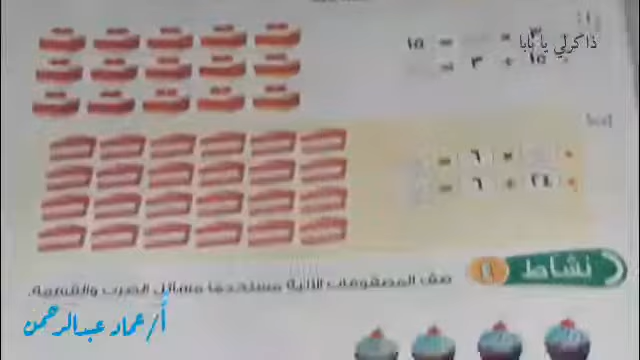 ذاكرلي يا بابا
٣ × = ١٥
١٥ ÷ ٣ =
× ٦ =
٢٤ ÷ ٦ =
نشاط
صف المصفوفات الآتية مستخدما مسائل الضرب والقسمة.
أ/عماد عبدالرحمن